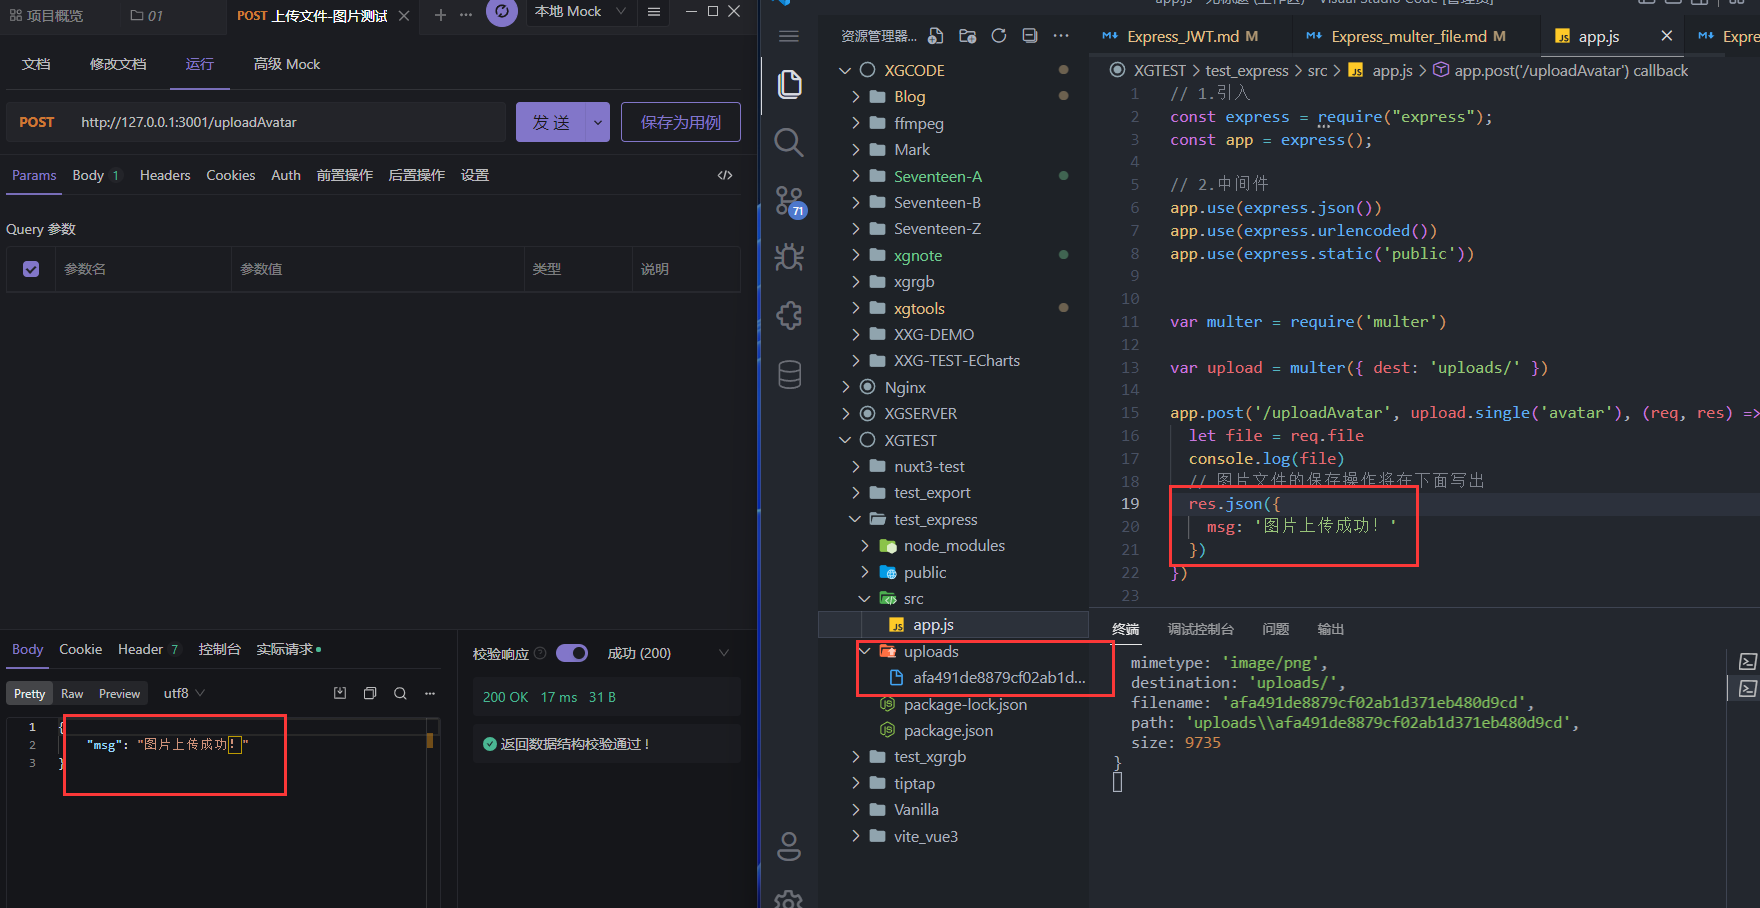 项目概览
01
POST 上传文件-图片测试
本地 Mock
文档
修改文档
运行
高级 Mock
POST
http://127.0.0.1:3001/uploadAvatar
发 送
保存为用例
Params
Body 1
Headers
Cookies
Auth
前置操作
后置操作
设置
Query 参数
参数名
参数值
类型
说明
Body
Cookie
Header 7
控制台
实际请求
Pretty
Raw
Preview
utf8
1 {
2 "msg": "图片上传成功！"
3 }
校验响应
成功 (200)
200 OK 17 ms 31 B
返回数据结构校验通过！
71
资源管理器...
XGCODE
Blog
ffmpeg
Mark
Seventeen-A
Seventeen-B
Seventeen-Z
xgnote
xgrgb
xgtools
XXG-DEMO
XXG-TEST-ECharts
Nginx
XGSERVER
XGTEST
nuxt3-test
test_export
test_express
node_modules
public
src
app.js
uploads
afa491de8879cf02ab1d...
package-lock.json
package.json
test_xgrgb
tiptap
Vanilla
vite_vue3
Express_JWT.md M
Express_multer_file.md M
app.js
Expre
XGTEST > test_express > src > app.js > app.post('/uploadAvatar') callback
1 // 1.引入
2 const express = require("express");
3 const app = express();
4
5 // 2.中间件
6 app.use(express.json())
7 app.use(express.urlencoded())
8 app.use(express.static('public'))
9
10
11 var multer = require('multer')
12
13 var upload = multer({ dest: 'uploads/' })
14
15 app.post('/uploadAvatar', upload.single('avatar'), (req, res) =>
16 let file = req.file
17 console.log(file)
18 // 图片文件的保存操作将在下面写出
19 res.json({
20 msg: '图片上传成功！'
21 })
22 })
23
终端
调试控制台
问题
输出
mimetype: 'image/png',
destination: 'uploads/',
filename: 'afa491de8879cf02ab1d371eb480d9cd',
path: 'uploads\\afa491de8879cf02ab1d371eb480d9cd',
size: 9735
}